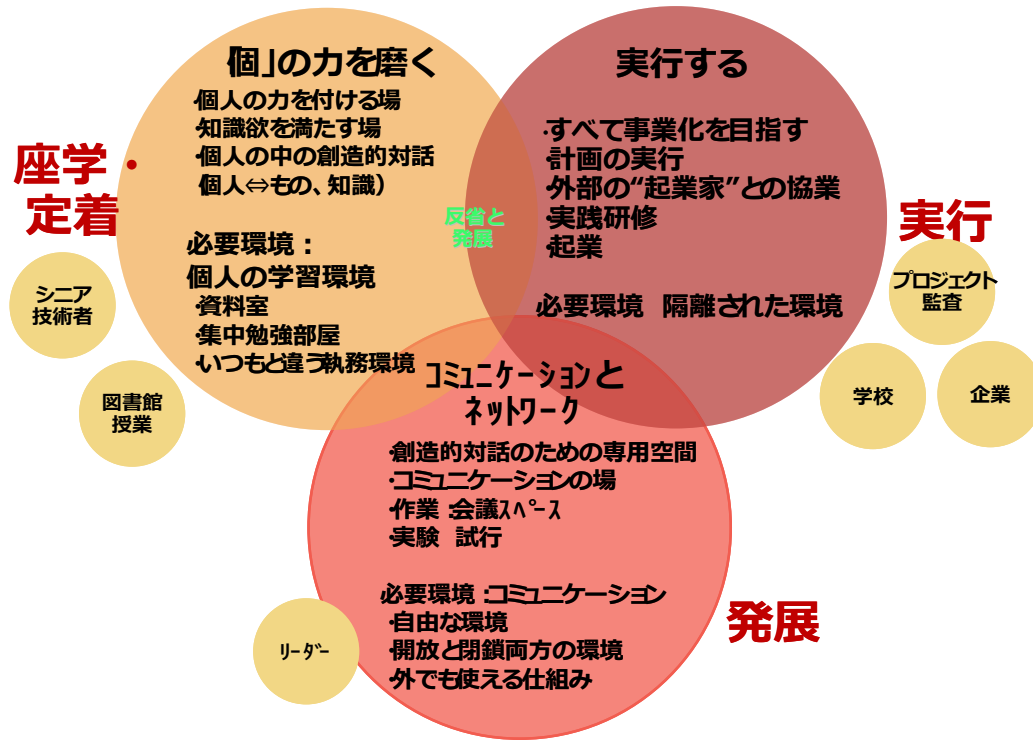 「個」の力を磨く
・個人の力を付ける場
・知識欲を満たす場
・個人の中の創造的対話
個人⇔もの、知識）
必要環境：
個人の学習環境
・資料室
・集中勉強部屋
・いつもと違う執務環境
実行する
・すべて事業化を目指す
・計画の実行
・外部の“起業家”との協業
・実践研修
・起業
必要環境 隔離された環境
反省と
発展
座学・
定着
シニア
技術者
図書館
授業
実行
プロジェクト
監査
学校
企業
コミュニケーションと
ネットワーク
・創造的対話のための専用空間
・コミュニケーションの場
・作業・会議スペース
・実験 試行
必要環境：コミュニケーション
・自由な環境
・開放と閉鎖両方の環境
・外でも使える仕組み
発展
リーダー